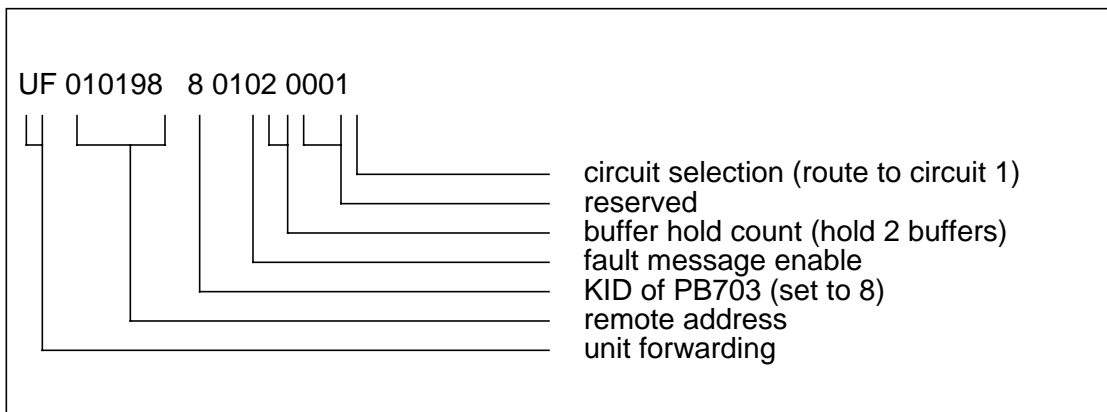 UF 010198 8 0102 0001
circuit selection (route to circuit 1)
reserved
buffer hold count (hold 2 buffers)
fault message enable
KID of PB703 (set to 8)
remote address
unit forwarding